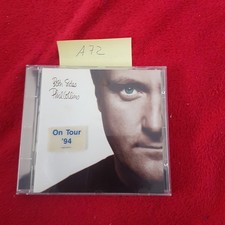 A72
Both Sides
Phil Collins
On Tour
'94